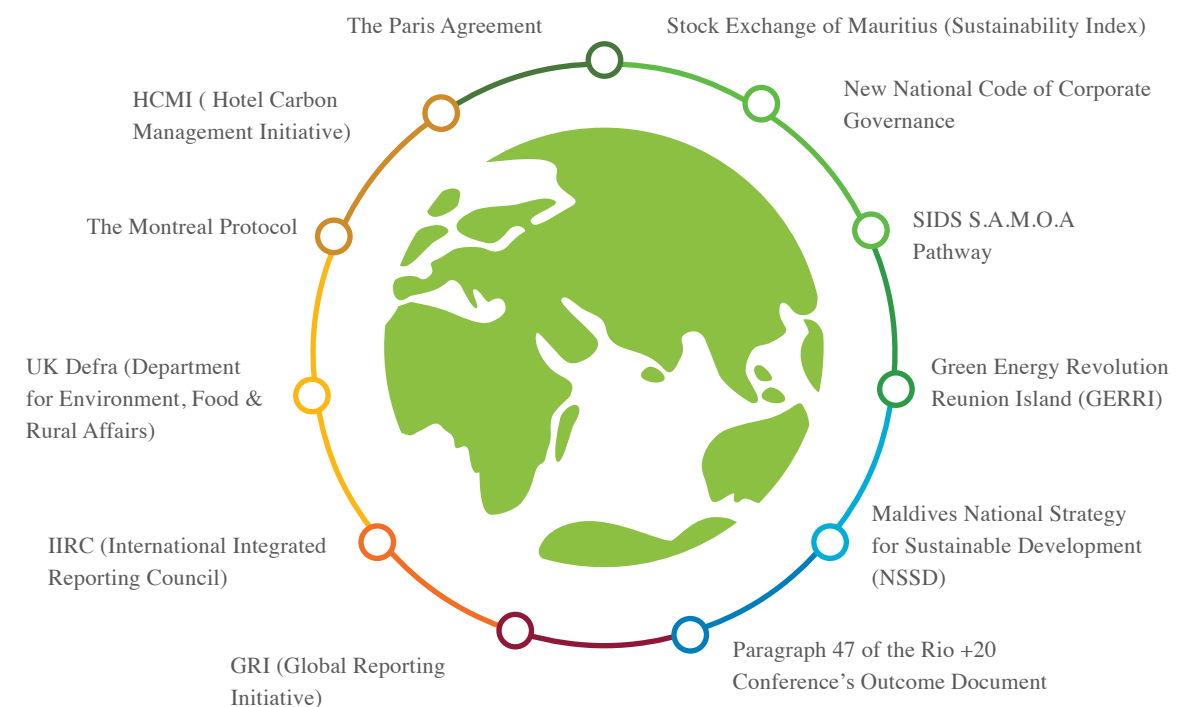 The Paris Agreement
Stock Exchange of Mauritius (Sustainability Index)
New National Code of Corporate
Governance
SIDS S.A.M.O.A
Pathway
Green Energy Revolution
Reunion Island (GERRI)
Maldives National Strategy
for Sustainable Development
(NSSD)
Paragraph 47 of the Rio +20
Conference’s Outcome Document
GRI (Global Reporting
Initiative)
IIRC (International Integrated
Reporting Council)
UK Defra (Department
for Environment, Food &
Rural Affairs)
The Montreal Protocol
HCMI ( Hotel Carbon
Management Initiative)